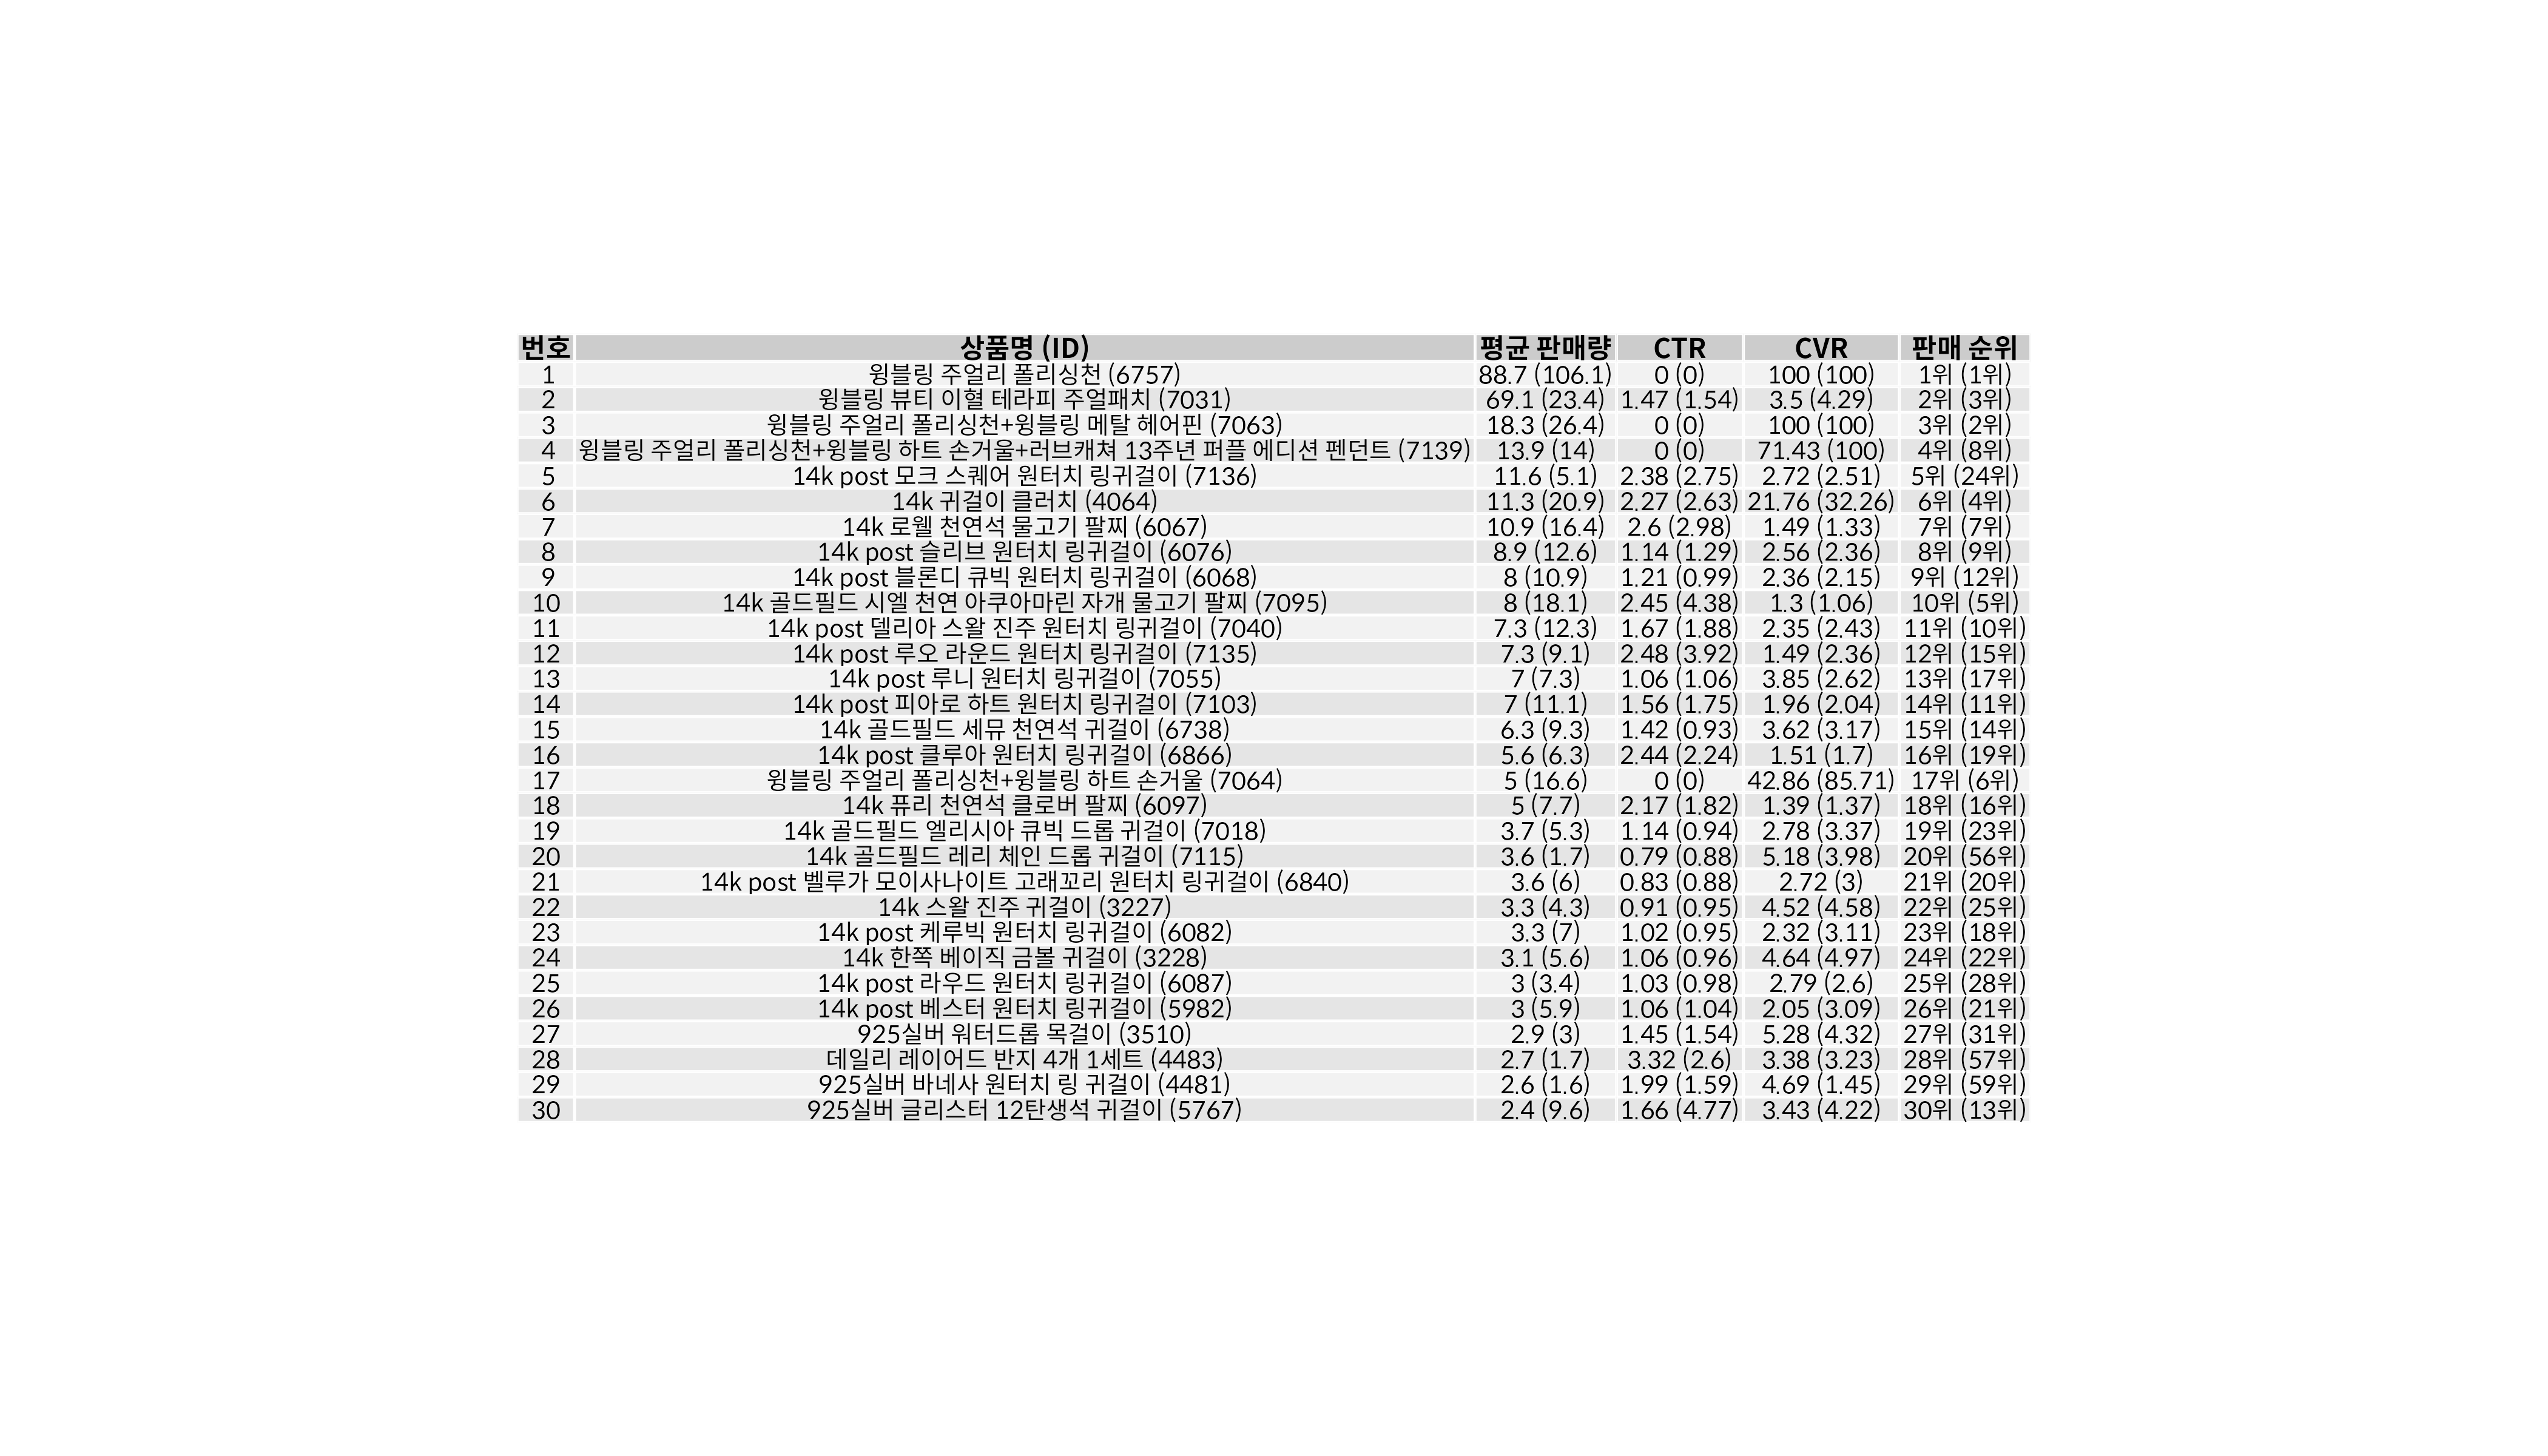 번호 상품명 (ID) 평균 판매량 CTR CVR 판매 순위
1 윙블링 주얼리 폴리싱천 (6757) 88.7 (106.1) 0 (0) 100 (100) 1위 (1위)
2 윙블링 뷰티 이혈 테라피 주얼패치 (7031) 69.1 (23.4) 1.47 (1.54) 3.5 (4.29) 2위 (3위)
3 윙블링 주얼리 폴리싱천+윙블링 메탈 헤어핀 (7063) 18.3 (26.4) 0 (0) 100 (100) 3위 (2위)
4 윙블링 주얼리 폴리싱천+윙블링 하트 손거울+러브캐쳐 13주년 퍼플 에디션 펜던트 (7139) 13.9 (14) 0 (0) 71.43 (100) 4위 (8위)
5 14k post 모크 스퀘어 원터치 링귀걸이 (7136) 11.6 (5.1) 2.38 (2.75) 2.72 (2.51) 5위 (24위)
6 14k 귀걸이 클러치 (4064) 11.3 (20.9) 2.27 (2.63) 21.76 (32.26) 6위 (4위)
7 14k 로웰 천연석 물고기 팔찌 (6067) 10.9 (16.4) 2.6 (2.98) 1.49 (1.33) 7위 (7위)
8 14k post 슬리브 원터치 링귀걸이 (6076) 8.9 (12.6) 1.14 (1.29) 2.56 (2.36) 8위 (9위)
9 14k post 블론디 큐빅 원터치 링귀걸이 (6068) 8 (10.9) 1.21 (0.99) 2.36 (2.15) 9위 (12위)
10 14k 골드필드 시엘 천연 아쿠아마린 자개 물고기 팔찌 (7095) 8 (18.1) 2.45 (4.38) 1.3 (1.06) 10위 (5위)
11 14k post 델리아 스왈 진주 원터치 링귀걸이 (7040) 7.3 (12.3) 1.67 (1.88) 2.35 (2.43) 11위 (10위)
12 14k post 루오 라운드 원터치 링귀걸이 (7135) 7.3 (9.1) 2.48 (3.92) 1.49 (2.36) 12위 (15위)
13 14k post 루니 원터치 링귀걸이 (7055) 7 (7.3) 1.06 (1.06) 3.85 (2.62) 13위 (17위)
14 14k post 피아로 하트 원터치 링귀걸이 (7103) 7 (11.1) 1.56 (1.75) 1.96 (2.04) 14위 (11위)
15 14k 골드필드 세뮤 천연석 귀걸이 (6738) 6.3 (9.3) 1.42 (0.93) 3.62 (3.17) 15위 (14위)
16 14k post 클루아 원터치 링귀걸이 (6866) 5.6 (6.3) 2.44 (2.24) 1.51 (1.7) 16위 (19위)
17 윙블링 주얼리 폴리싱천+윙블링 하트 손거울 (7064) 5 (16.6) 0 (0) 42.86 (85.71) 17위 (6위)
18 14k 퓨리 천연석 클로버 팔찌 (6097) 5 (7.7) 2.17 (1.82) 1.39 (1.37) 18위 (16위)
19 14k 골드필드 엘리시아 큐빅 드롭 귀걸이 (7018) 3.7 (5.3) 1.14 (0.94) 2.78 (3.37) 19위 (23위)
20 14k 골드필드 레리 체인 드롭 귀걸이 (7115) 3.6 (1.7) 0.79 (0.88) 5.18 (3.98) 20위 (56위)
21 14k post 벨루가 모이사나이트 고래꼬리 원터치 링귀걸이 (6840) 3.6 (6) 0.83 (0.88) 2.72 (3) 21위 (20위)
22 14k 스왈 진주 귀걸이 (3227) 3.3 (4.3) 0.91 (0.95) 4.52 (4.58) 22위 (25위)
23 14k post 케루빅 원터치 링귀걸이 (6082) 3.3 (7) 1.02 (0.95) 2.32 (3.11) 23위 (18위)
24 14k 한쪽 베이직 금볼 귀걸이 (3228) 3.1 (5.6) 1.06 (0.96) 4.64 (4.97) 24위 (22위)
25 14k post 라우드 원터치 링귀걸이 (6087) 3 (3.4) 1.03 (0.98) 2.79 (2.6) 25위 (28위)
26 14k post 베스터 원터치 링귀걸이 (5982) 3 (5.9) 1.06 (1.04) 2.05 (3.09) 26위 (21위)
27 925실버 워터드롭 목걸이 (3510) 2.9 (3) 1.45 (1.54) 5.28 (4.32) 27위 (31위)
28 데일리 레이어드 반지 4개 1세트 (4483) 2.7 (1.7) 3.32 (2.6) 3.38 (3.23) 28위 (57위)
29 925실버 바네사 원터치 링 귀걸이 (4481) 2.6 (1.6) 1.99 (1.59) 4.69 (1.45) 29위 (59위)
30 925실버 글리스터 12탄생석 귀걸이 (5767) 2.4 (9.6) 1.66 (4.77) 3.43 (4.22) 30위 (13위)